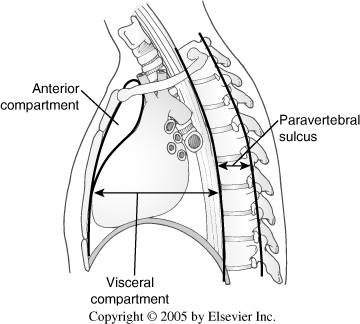 Anterior
compartment
Paravertebral
sulcus
Visceral
compartment
Copyright © 2005 by Elsevier Inc.